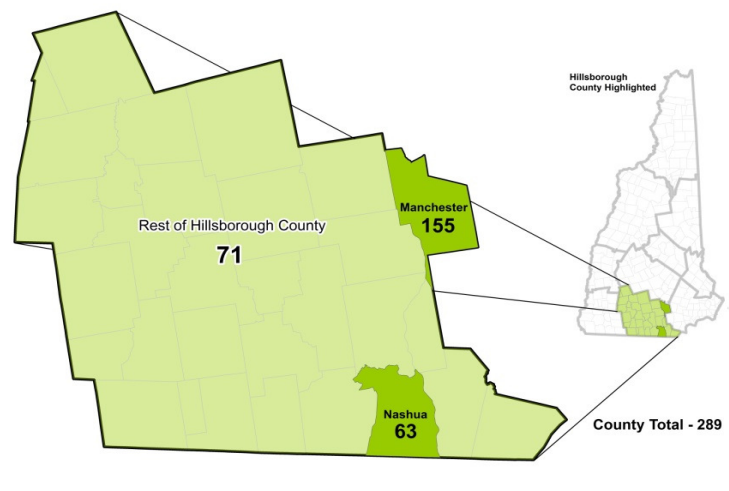 Hillsborough
County Highlighted
Manchester
155
Rest of Hillsborough County
71
Nashua
63
County Total - 289